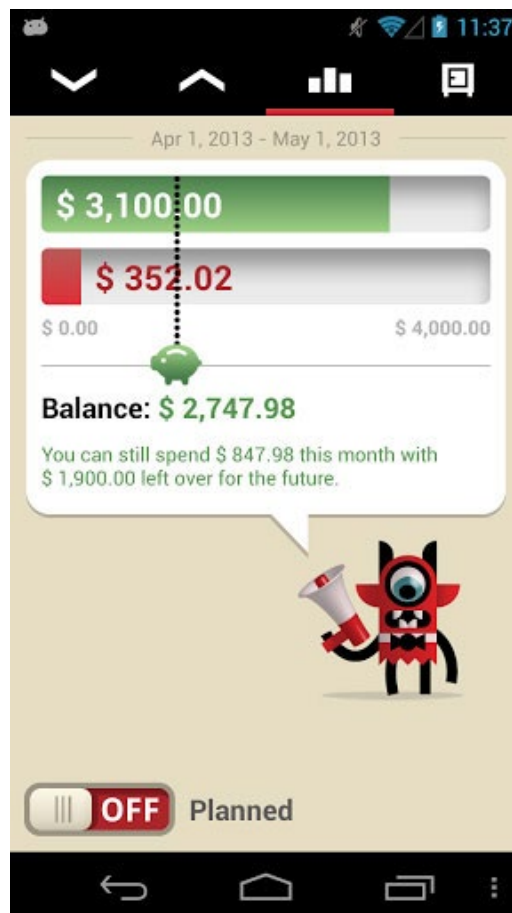 11:37
Apr 1, 2013 - May 1, 2013
$ 3,100.00
$ 352.02
$ 0.00 $ 4,000.00
Balance: $ 2,747.98
You can still spend $ 847.98 this month with
$ 1,900.00 left over for the future.
OFF Planned